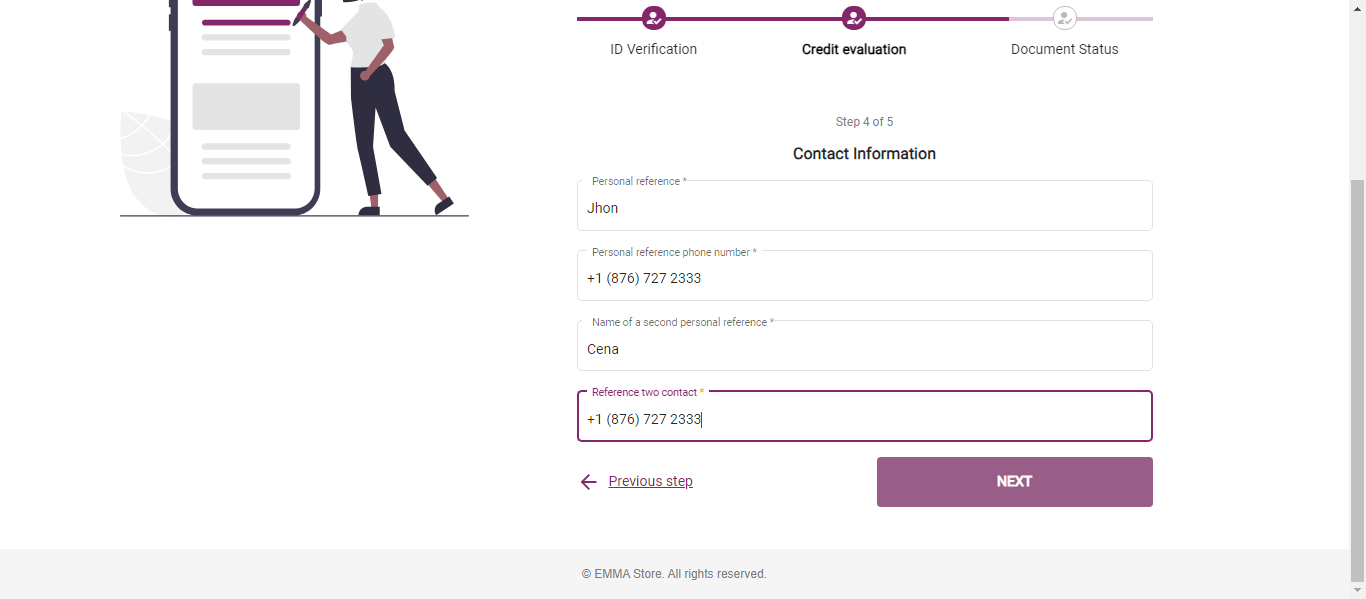 ID Verification
Credit evaluation
Document Status
Step 4 of 5
Contact Information
Personal reference *
Jhon
Personal reference phone number *
+1 (876) 727 2333
Name of a second personal reference *
Cena
Reference two contact *
+1 (876) 727 2333
Previous step
NEXT
© EMMA Store. All rights reserved.